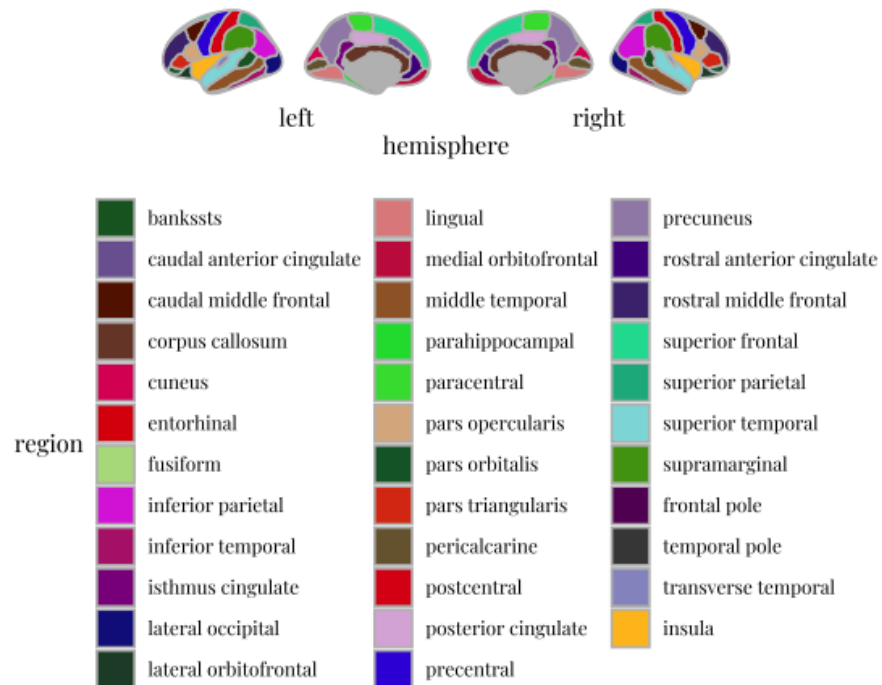 left
right
hemisphere
region
bankssts
caudal anterior cingulate
caudal middle frontal
corpus callosum
cuneus
entorhinal
fusiform
inferior parietal
inferior temporal
isthmus cingulate
lateral occipital
lateral orbitofrontal
lingual
medial orbitofrontal
middle temporal
parahippocampal
paracentral
pars opercularis
pars orbitalis
pars triangularis
pericalcarine
postcentral
posterior cingulate
precentral
precuneus
rostral anterior cingulate
rostral middle frontal
superior frontal
superior parietal
superior temporal
supramarginal
frontal pole
temporal pole
transverse temporal
insula